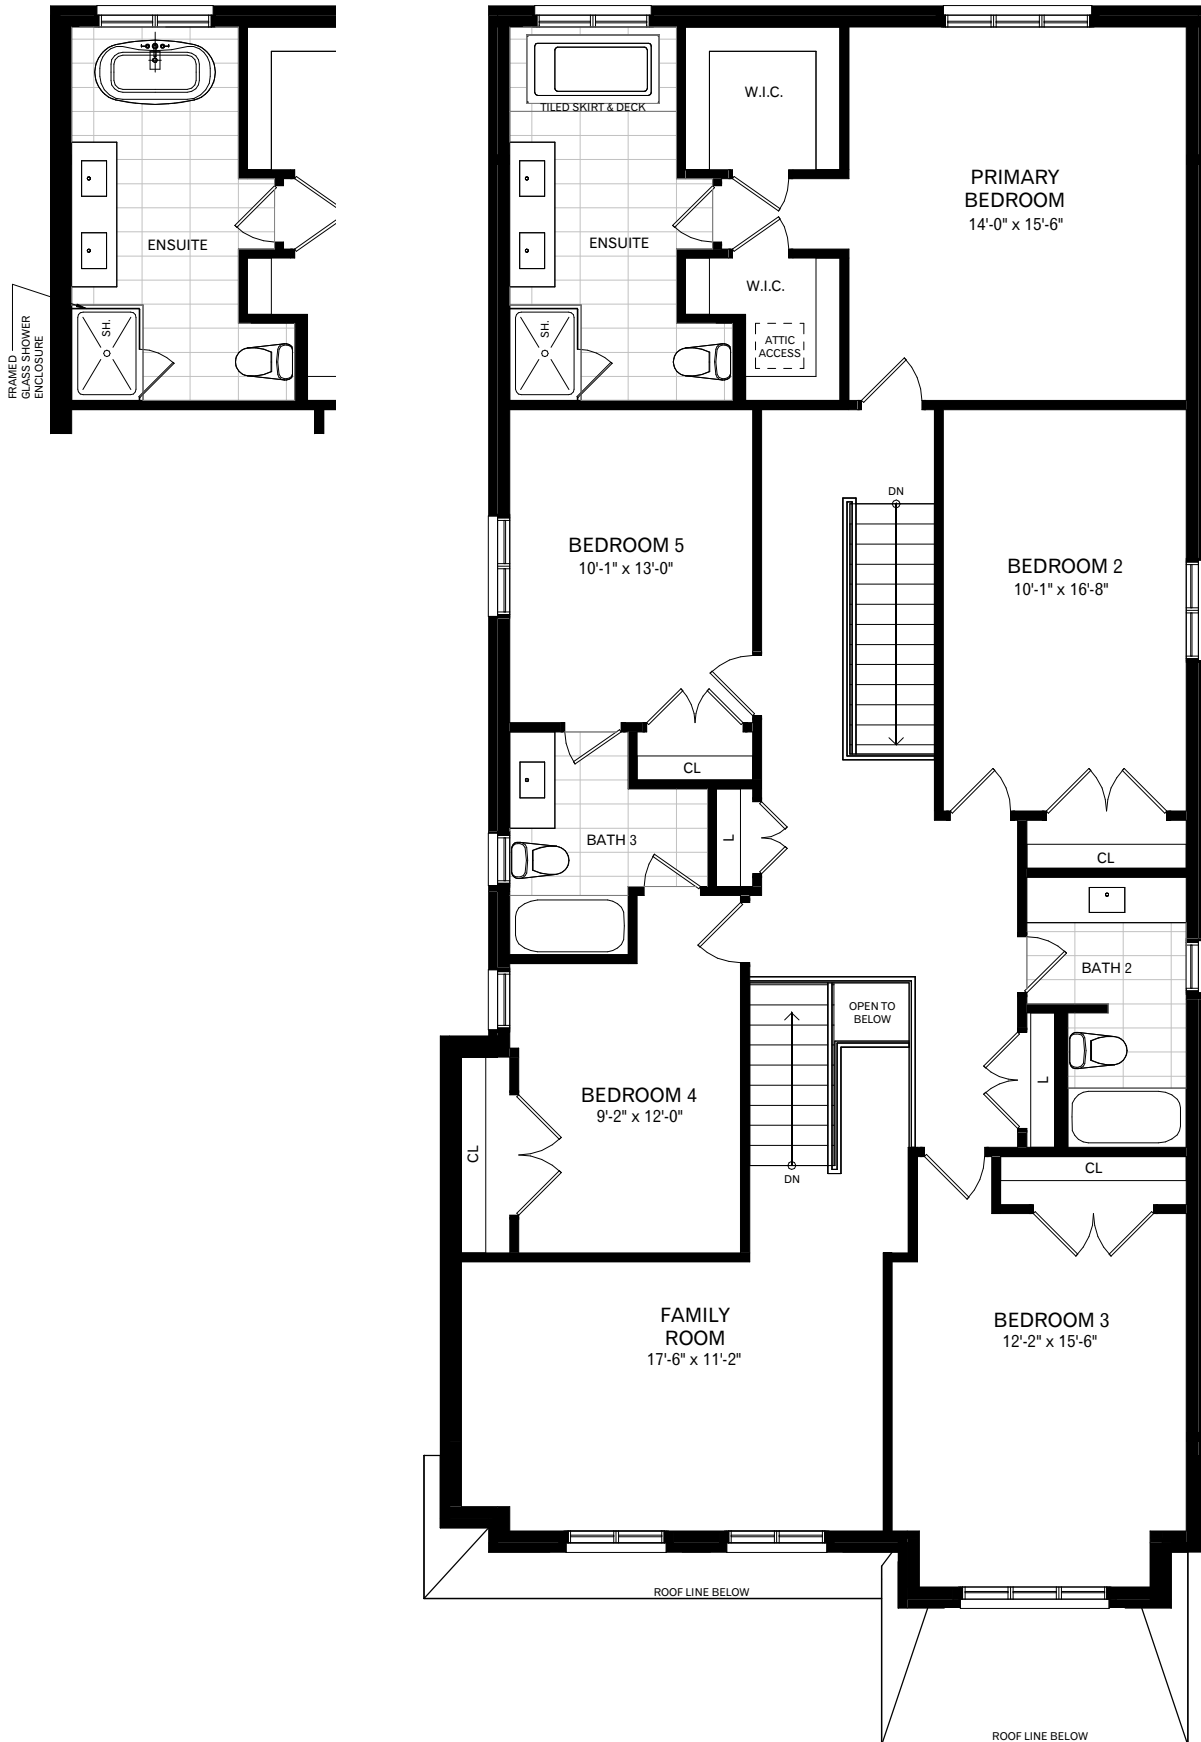 ENSUITE
SH.
FRAMED
GLASS SHOWER
ENCLOSURE
TILED SKIRT & DECK
W.I.C.
PRIMARY
BEDROOM
14'-0" x 15'-6"
ENSUITE
W.I.C.
SH.
ATTIC
ACCESS
DN
BEDROOM 5
10'-1" x 13'-0"
BEDROOM 2
10'-1" x 16'-8"
CL
BATH 3
L
CL
BATH 2
OPEN TO
BELOW
BEDROOM 4
9'-2" x 12'-0"
L
CL
CL
DN
FAMILY
ROOM
17'-6" x 11'-2"
BEDROOM 3
12'-2" x 15'-6"
ROOF LINE BELOW
ROOF LINE BELOW